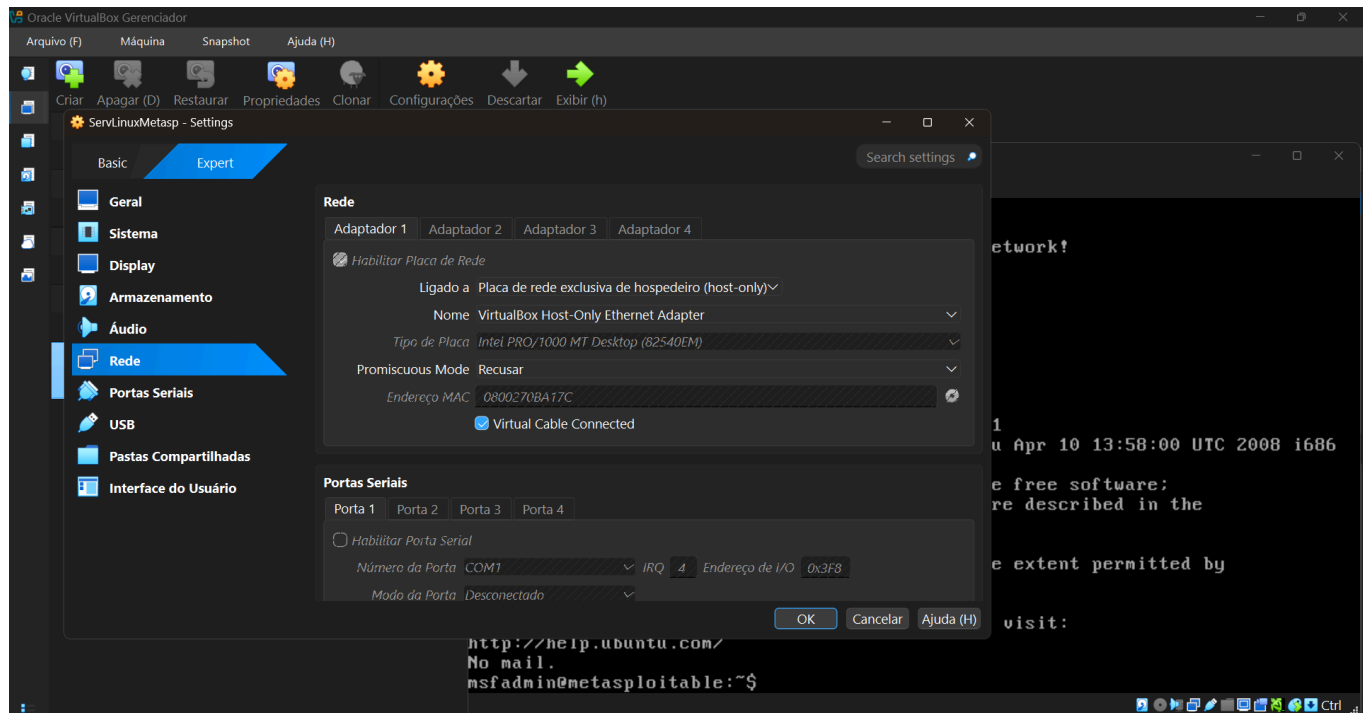 Oracle VirtualBox Gerenciador
Arquivo (F) Máquina Snapshot Ajuda (H)
Criar Apagar (D) Restaurar Propriedades Clonar Configurações Descartar Exibir (h)
ServLinuxMetasp - Settings
Basic Expert Search settings
Geral
Sistema
Display
Armazenamento
Áudio
Rede
Portas Seriais
USB
Pastas Compartilhadas
Interface do Usuário
Rede
Adaptador 1 Adaptador 2 Adaptador 3 Adaptador 4
Habilitar Placa de Rede
Ligado a Placa de rede exclusiva de hospedeiro (host-only)
Nome VirtualBox Host-Only Ethernet Adapter
Tipo de Placa Intel PRO/1000 MT Desktop (82540EM)
Promiscuous Mode Recusar
Endereço MAC 0800270BA17C
Virtual Cable Connected
Portas Seriais
Porta 1 Porta 2 Porta 3 Porta 4
Habilitar Porta Serial
Número da Porta COM1 IRQ 4 Endereço de I/O 0x3F8
Modo da Porta Desconectado
OK Cancelar Ajuda (H)
etwork!
1
u Apr 10 13:58:00 UTC 2008 i686
e free software;
re described in the
e extent permitted by
visit:
http://help.ubuntu.com/
No mail.
msfadmin@metasploitable:~$
Ctrl